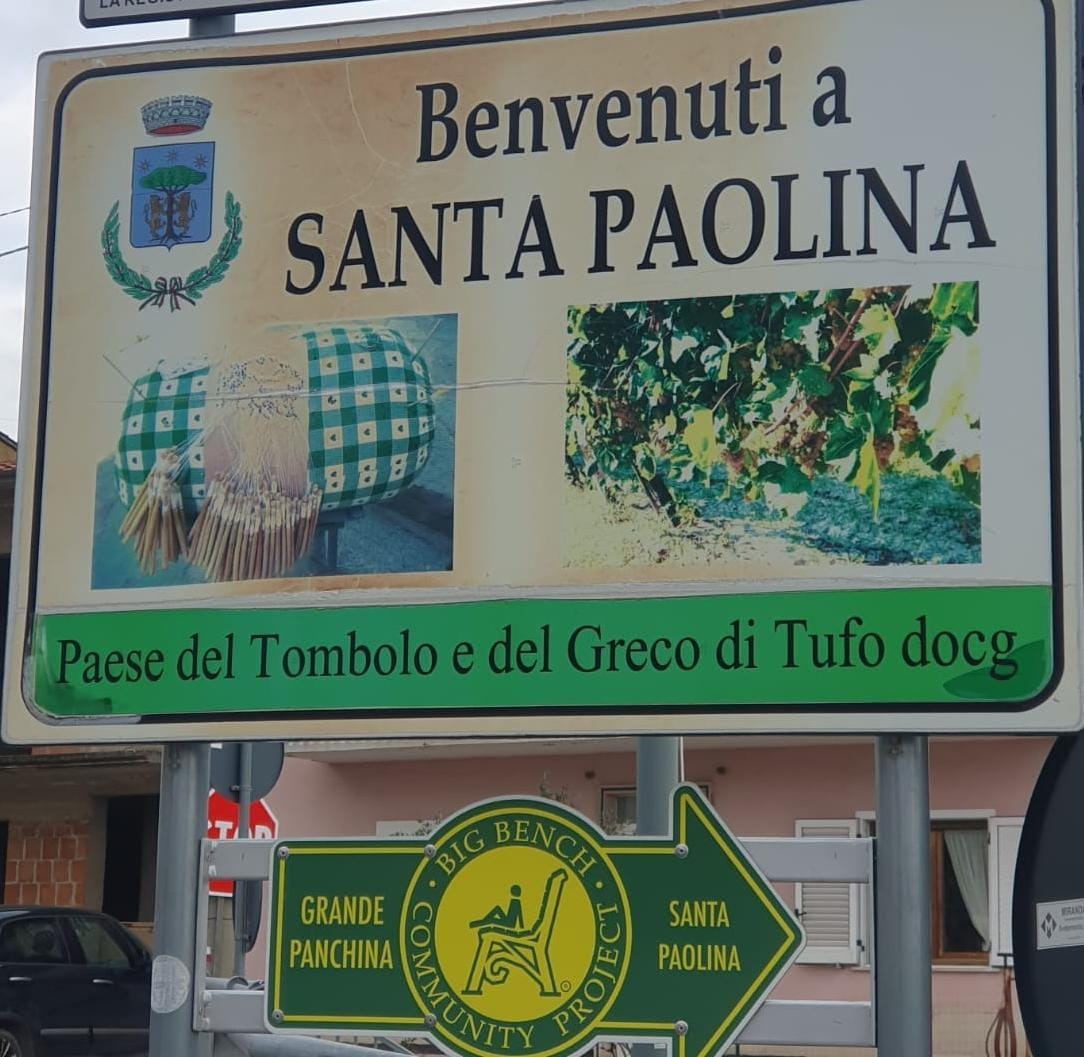 Benvenuti a
SANTA PAOLINA
Paese del Tombolo e del Greco di Tufo docg
BIG BENCH
COMMUNITY PROJECT
GRANDE
PANCHINA
SANTA
PAOLINA